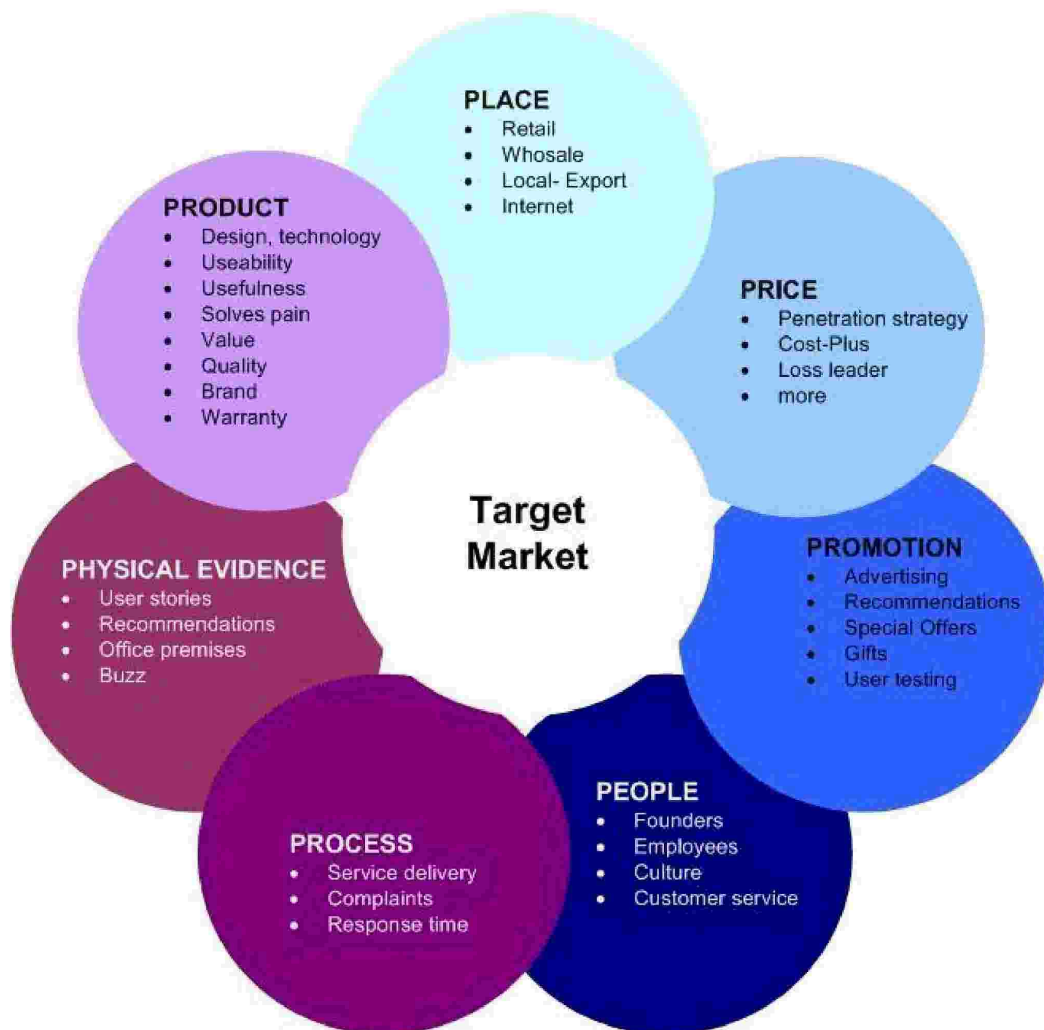 PLACE
• Retail
• Whosale
• Local- Export
• Internet
PRICE
• Penetration strategy
• Cost-Plus
• Loss leader
• more
PROMOTION
• Advertising
• Recommendations
• Special Offers
• Gifts
• User testing
PEOPLE
• Founders
• Employees
• Culture
• Customer service
PROCESS
• Service delivery
• Complaints
• Response time
PHYSICAL EVIDENCE
• User stories
• Recommendations
• Office premises
• Buzz
PRODUCT
• Design, technology
• Useability
• Usefulness
• Solves pain
• Value
• Quality
• Brand
• Warranty
Target
Market